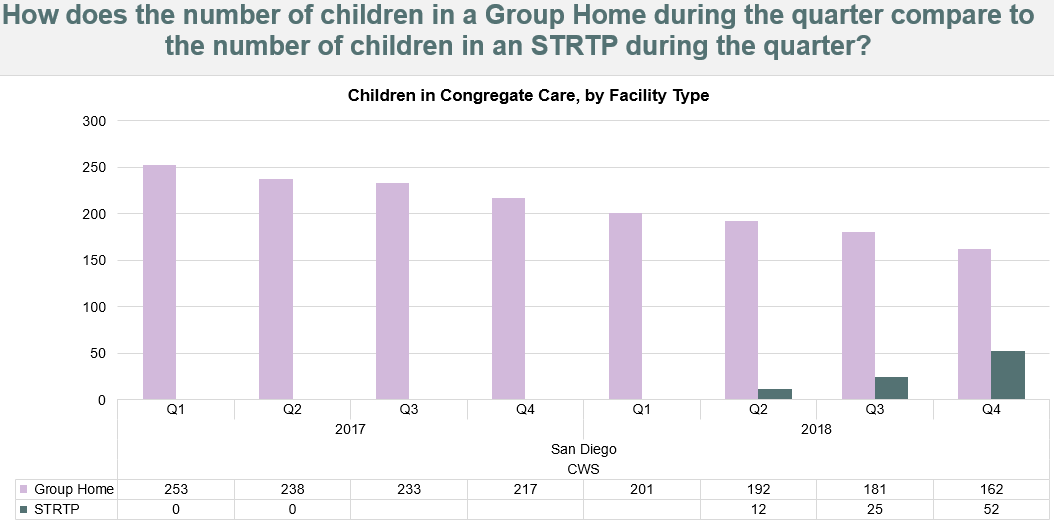 How does the number of children in a Group Home during the quarter compare to
the number of children in an STRTP during the quarter?
Children in Congregate Care, by Facility Type
300
250
200
150
100
50
0
Q1 Q2 Q3 Q4 Q1 Q2 Q3 Q4
2017 2018
San Diego
CWS
Group Home 253 238 233 217 201 192 181 162
STRTP 0 0 12 25 52